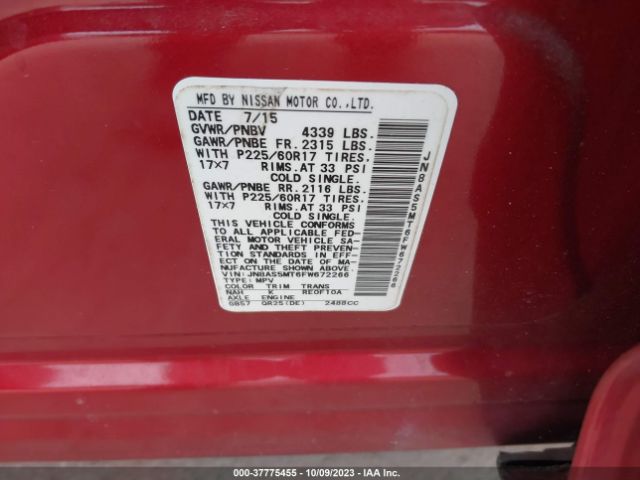 MFD BY NISSAN MOTOR CO.,LTD.
DATE 7/15
GVWR/PNBV 4339 LBS.
GAWR/PNBE FR. 2315 LBS.
WITH P225/60R17 TIRES.
17x7 RIMS.AT 33 PSI
COLD SINGLE.
GAWR/PNBE RR. 2116 LBS.
WITH P225/60R17 TIRES.
17x7 RIMS.AT 33 PSI
COLD SINGLE.
THIS VEHICLE CONFORMS
TO ALL APPLICABLE FED-
ERAL MOTOR VEHICLE SA-
FETY AND THEFT PREVEN-
TION STANDARDS IN EFF-
ECT ON THE DATE OF MA-
NUFACTURE SHOWN ABOVE.
VIN: JN8AS5MT6FW672266
TYPE: MPV
COLOR TRIM TRANS
NAH K RE0F10A
AXLE ENGINE
GB57 QR25(DE) 2488CC
JN8AS5MT6FW672266
000-37775455 | 10/09/2023 | IAA Inc.